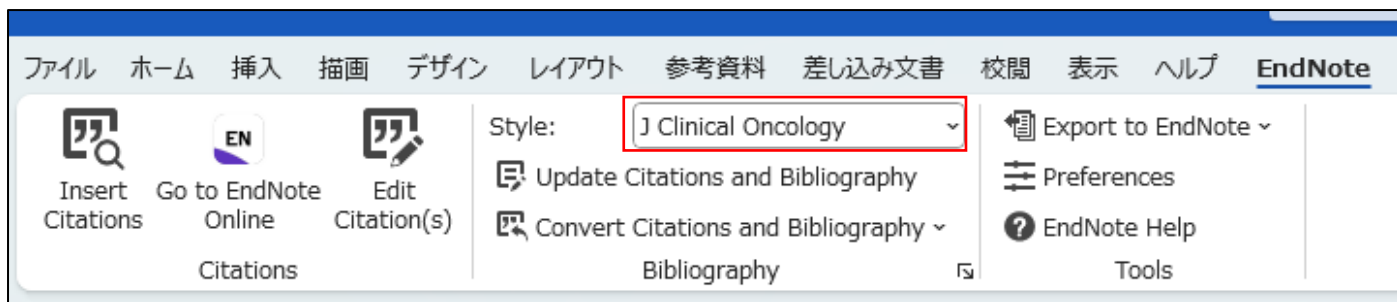 ファイル ホーム 挿入 描画 デザイン レイアウト 参考資料 差し込み文書 校閲 表示 ヘルプ EndNote
EN
Insert
Citations
Go to EndNote
Online
Edit
Citation(s)
Citations
Style: J Clinical Oncology
Update Citations and Bibliography
Convert Citations and Bibliography
Bibliography
Export to EndNote
Preferences
EndNote Help
Tools